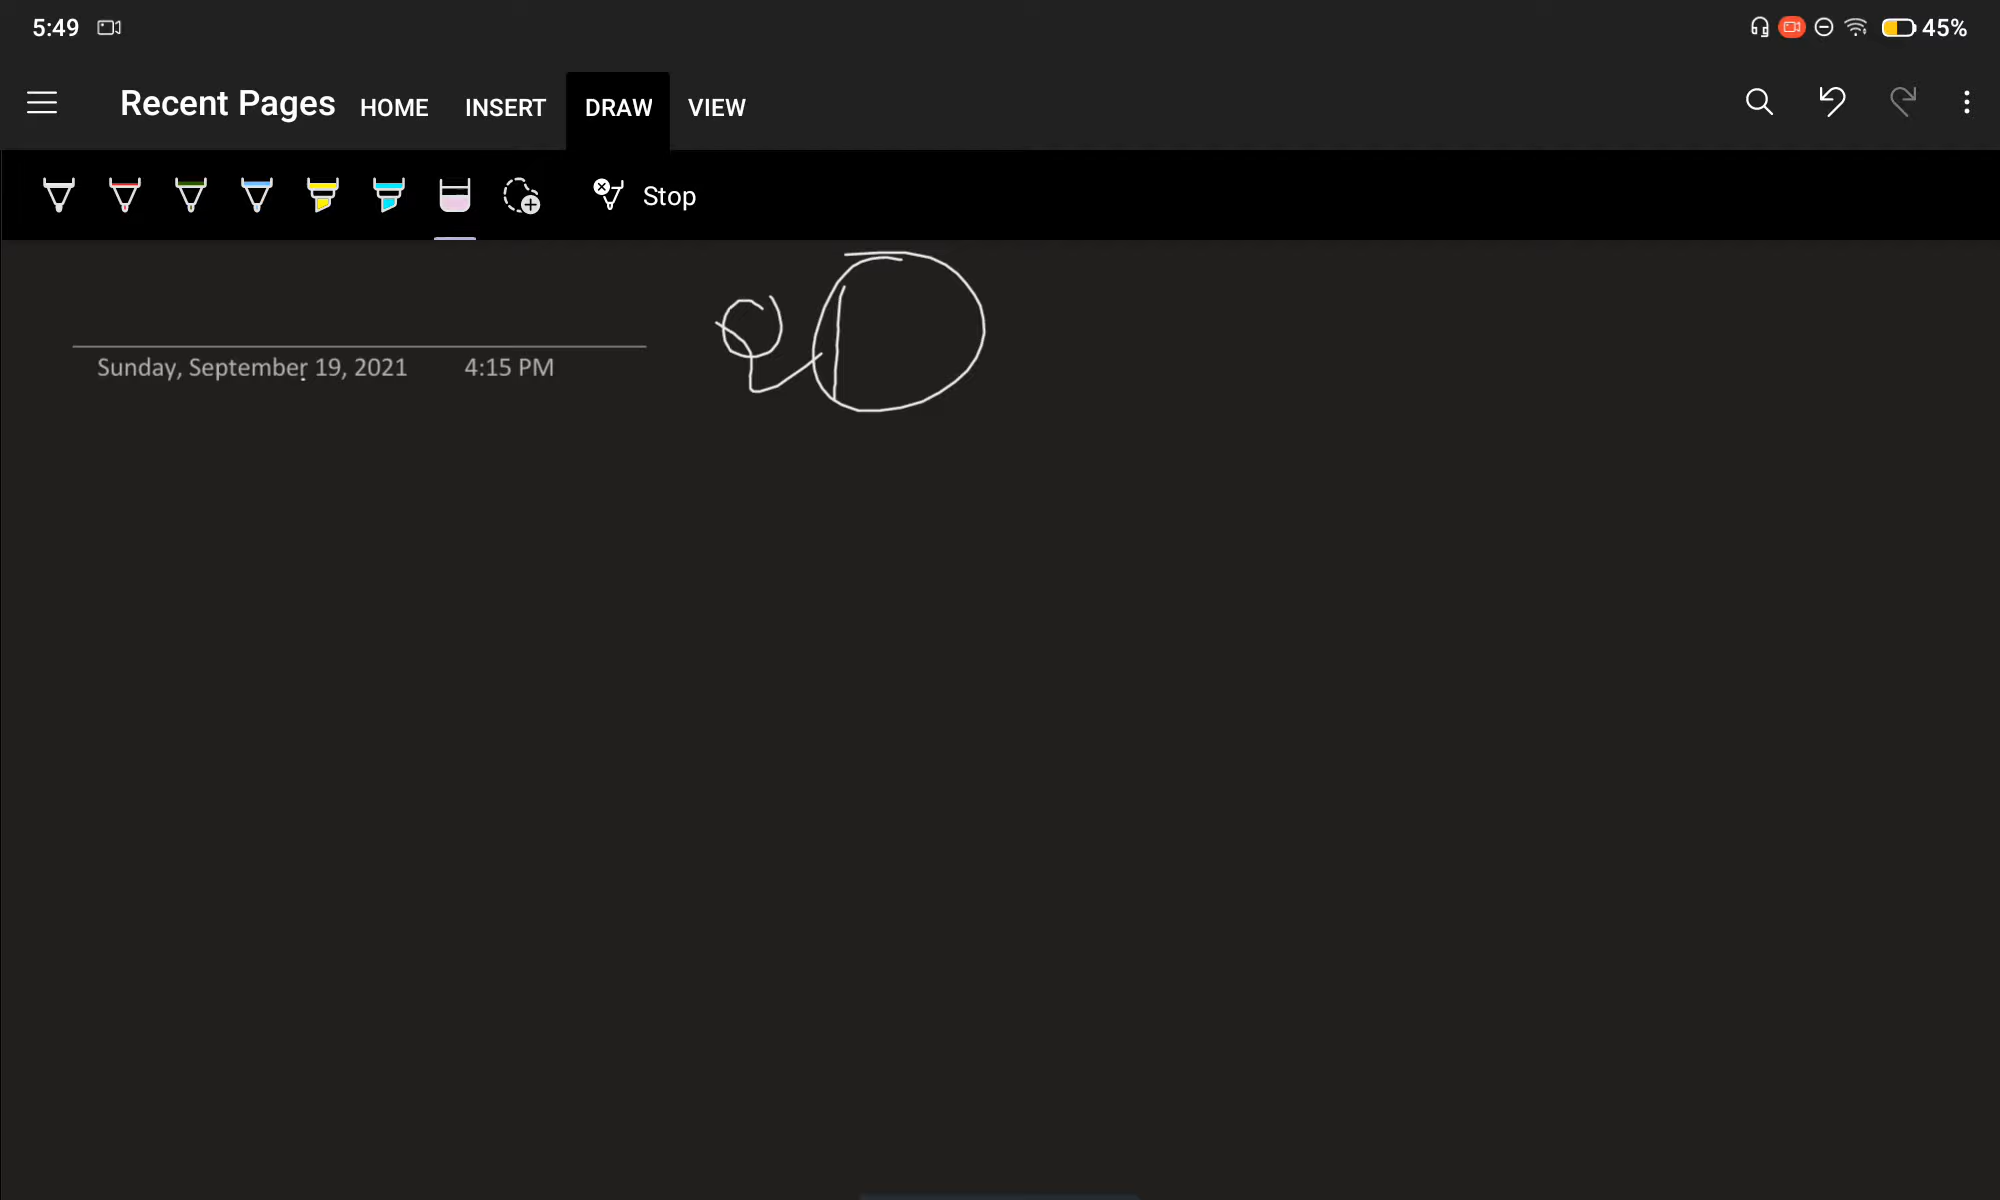 5:49 45%
Recent Pages HOME INSERT DRAW VIEW
Stop
Sunday, September 19, 2021 4:15 PM